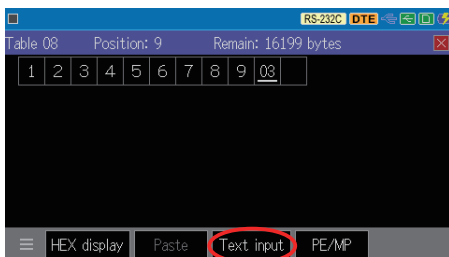 RS-232C DTE
Table 08 Position: 9 Remain: 16199 bytes
1 2 3 4 5 6 7 8 9 03
HEX display Paste Text input PE/MP